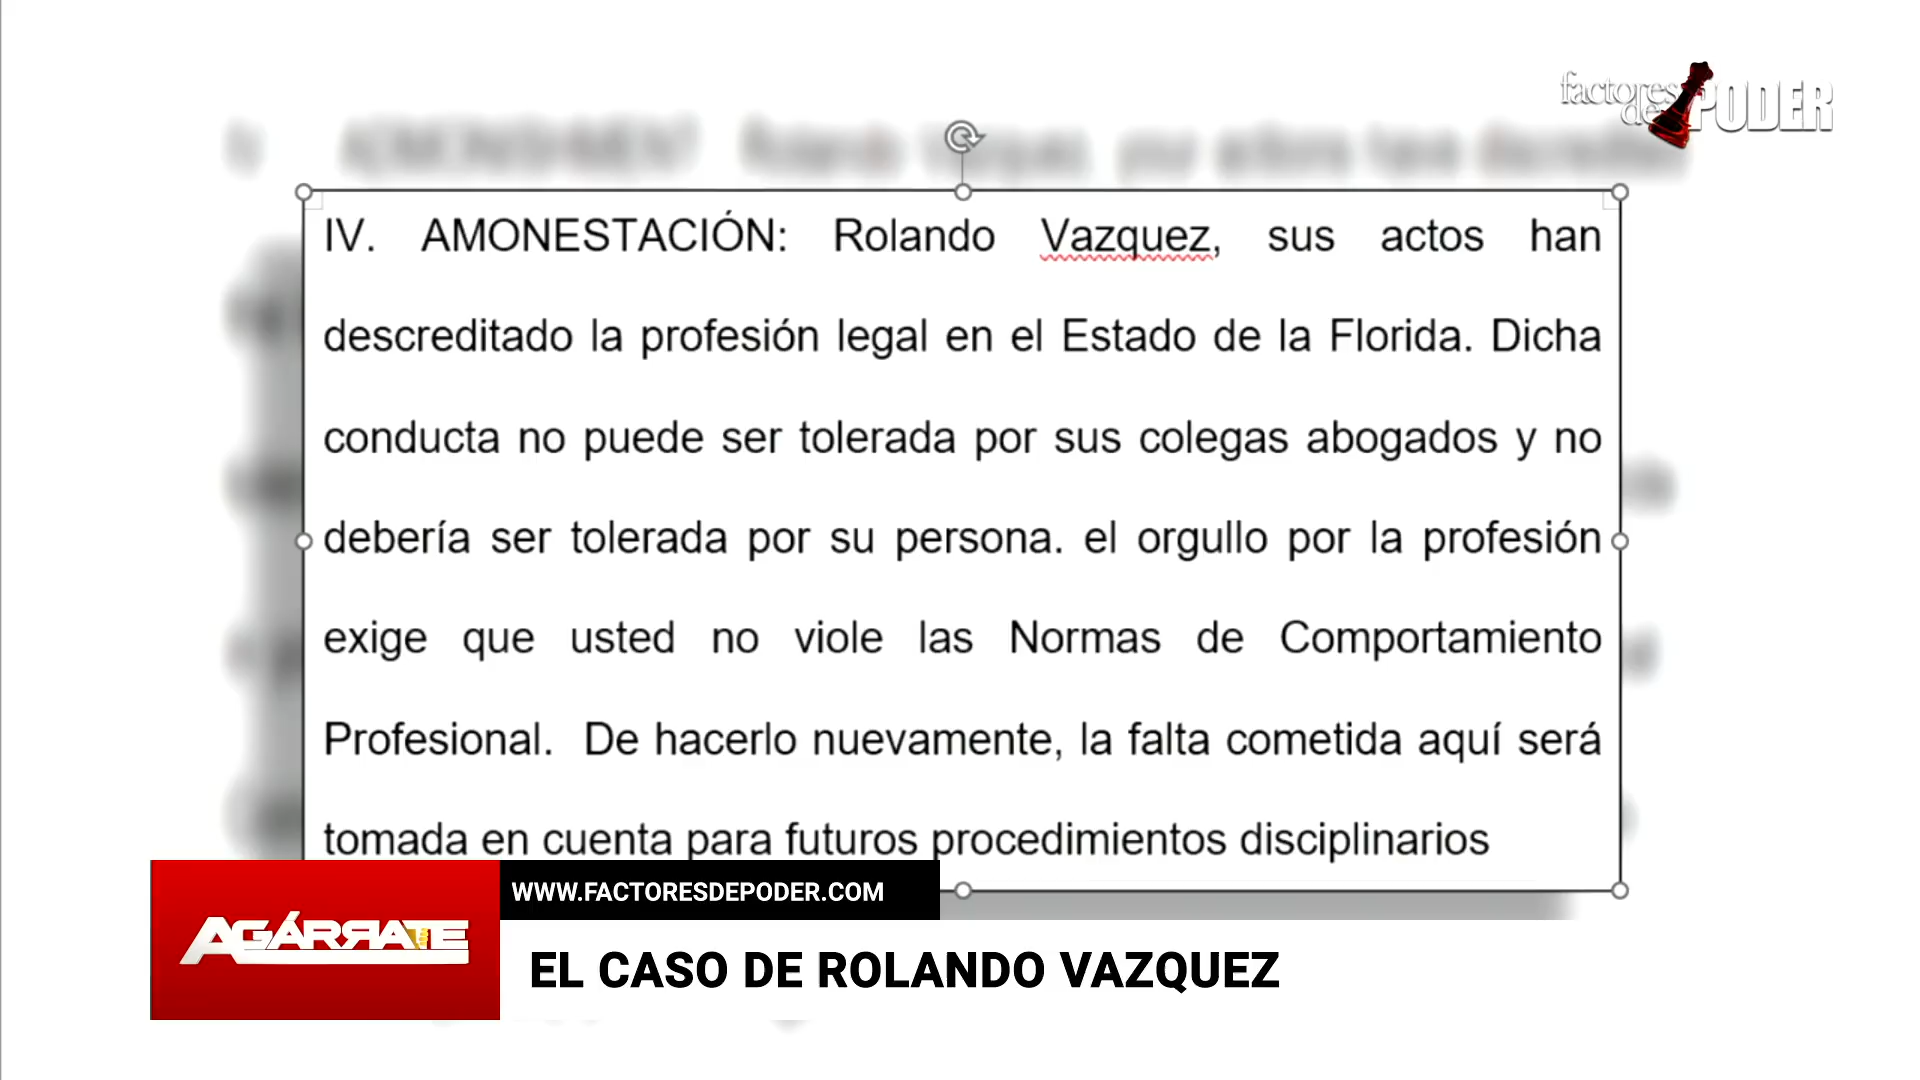 factores
de PODER
IV. AMONESTACIÓN: Rolando Vazquez, sus actos han
descreditado la profesión legal en el Estado de la Florida. Dicha
conducta no puede ser tolerada por sus colegas abogados y no
debería ser tolerada por su persona. el orgullo por la profesión
exige que usted no viole las Normas de Comportamiento
Profesional. De hacerlo nuevamente, la falta cometida aquí será
tomada en cuenta para futuros procedimientos disciplinarios
WWW.FACTORESDEPODER.COM
AGÁRRATE
EL CASO DE ROLANDO VAZQUEZ